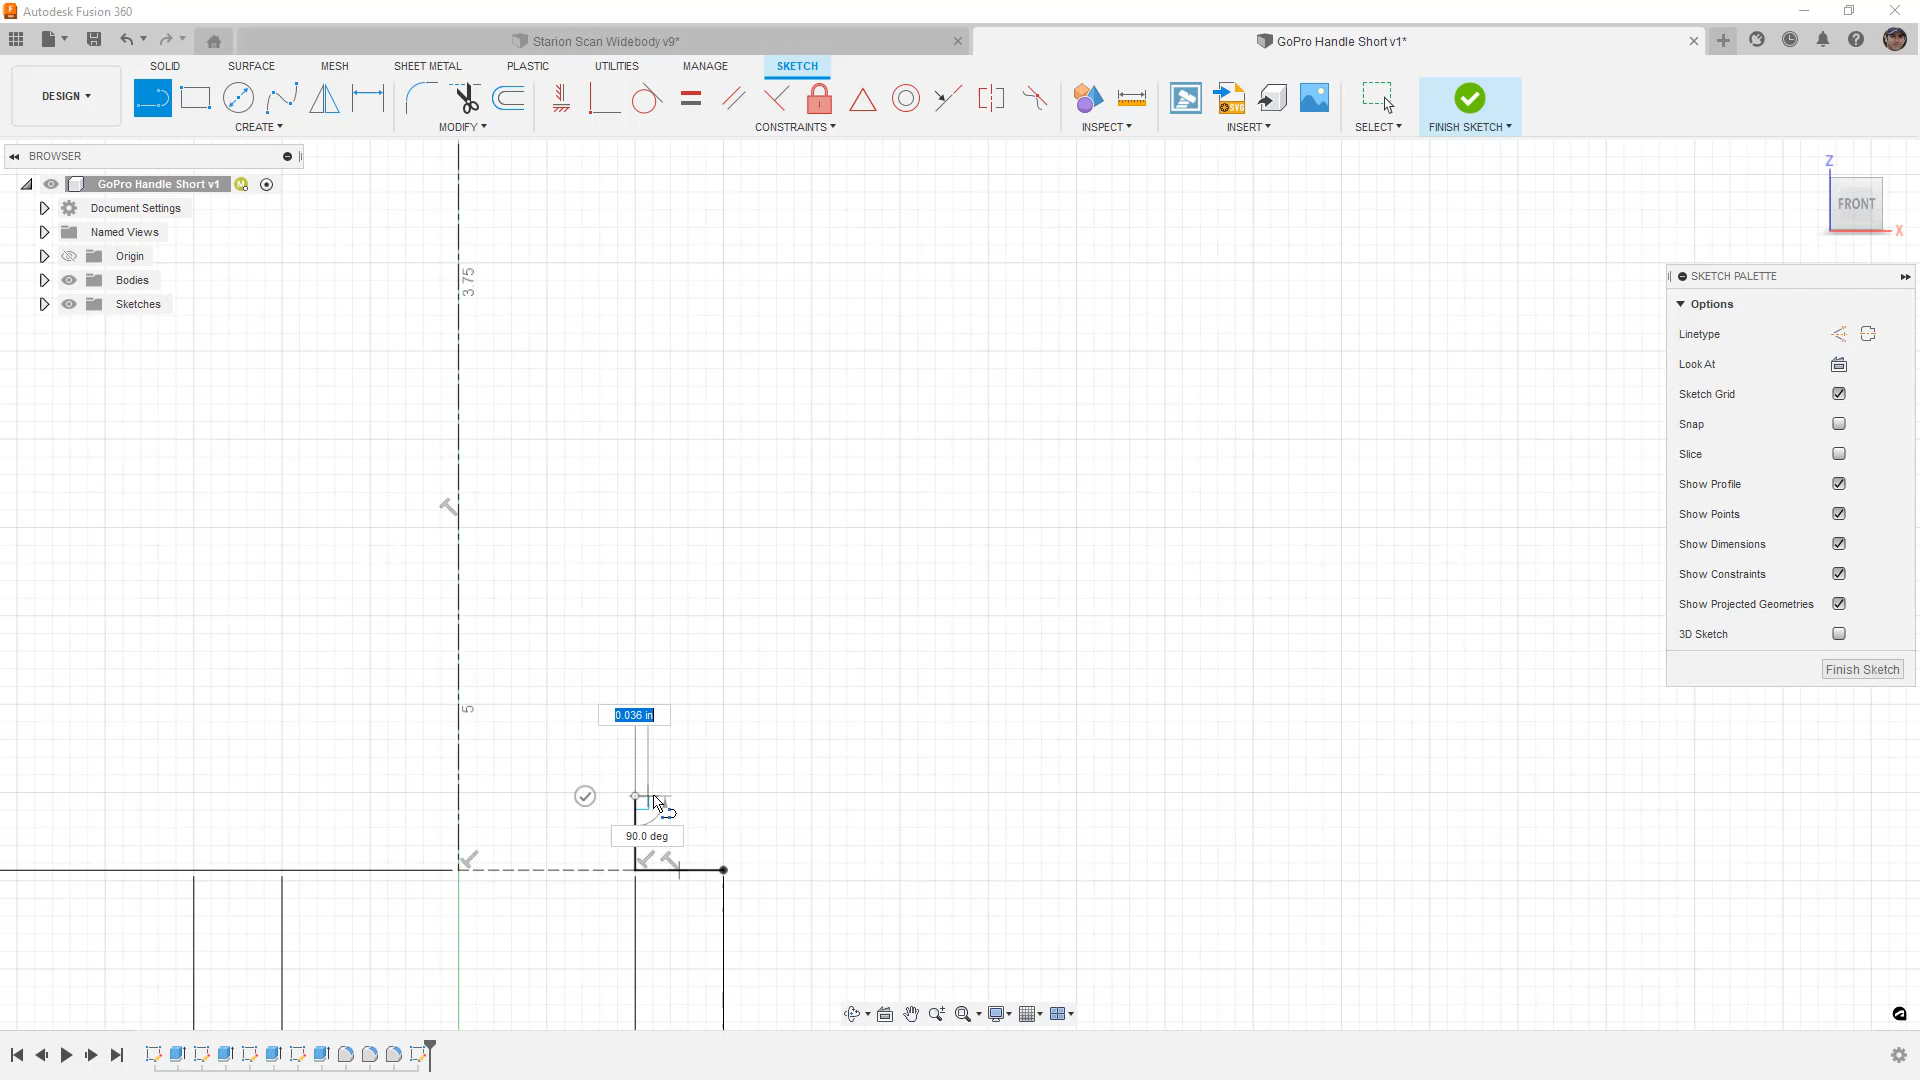 Autodesk Fusion 360
Starion Scan Widebody v9*
GoPro Handle Short v1*
DESIGN
SOLID
SURFACE
MESH
SHEET METAL
PLASTIC
UTILITIES
MANAGE
SKETCH
CREATE
MODIFY
CONSTRAINTS
INSPECT
INSERT
SELECT
FINISH SKETCH
SVG
BROWSER
GoPro Handle Short v1
Document Settings
Named Views
Origin
Bodies
Sketches
Z
FRONT
X
SKETCH PALETTE
Options
Linetype
Look At
Sketch Grid
Snap
Slice
Show Profile
Show Points
Show Dimensions
Show Constraints
Show Projected Geometries
3D Sketch
Finish Sketch
3.75
5
0.036 in
90.0 deg